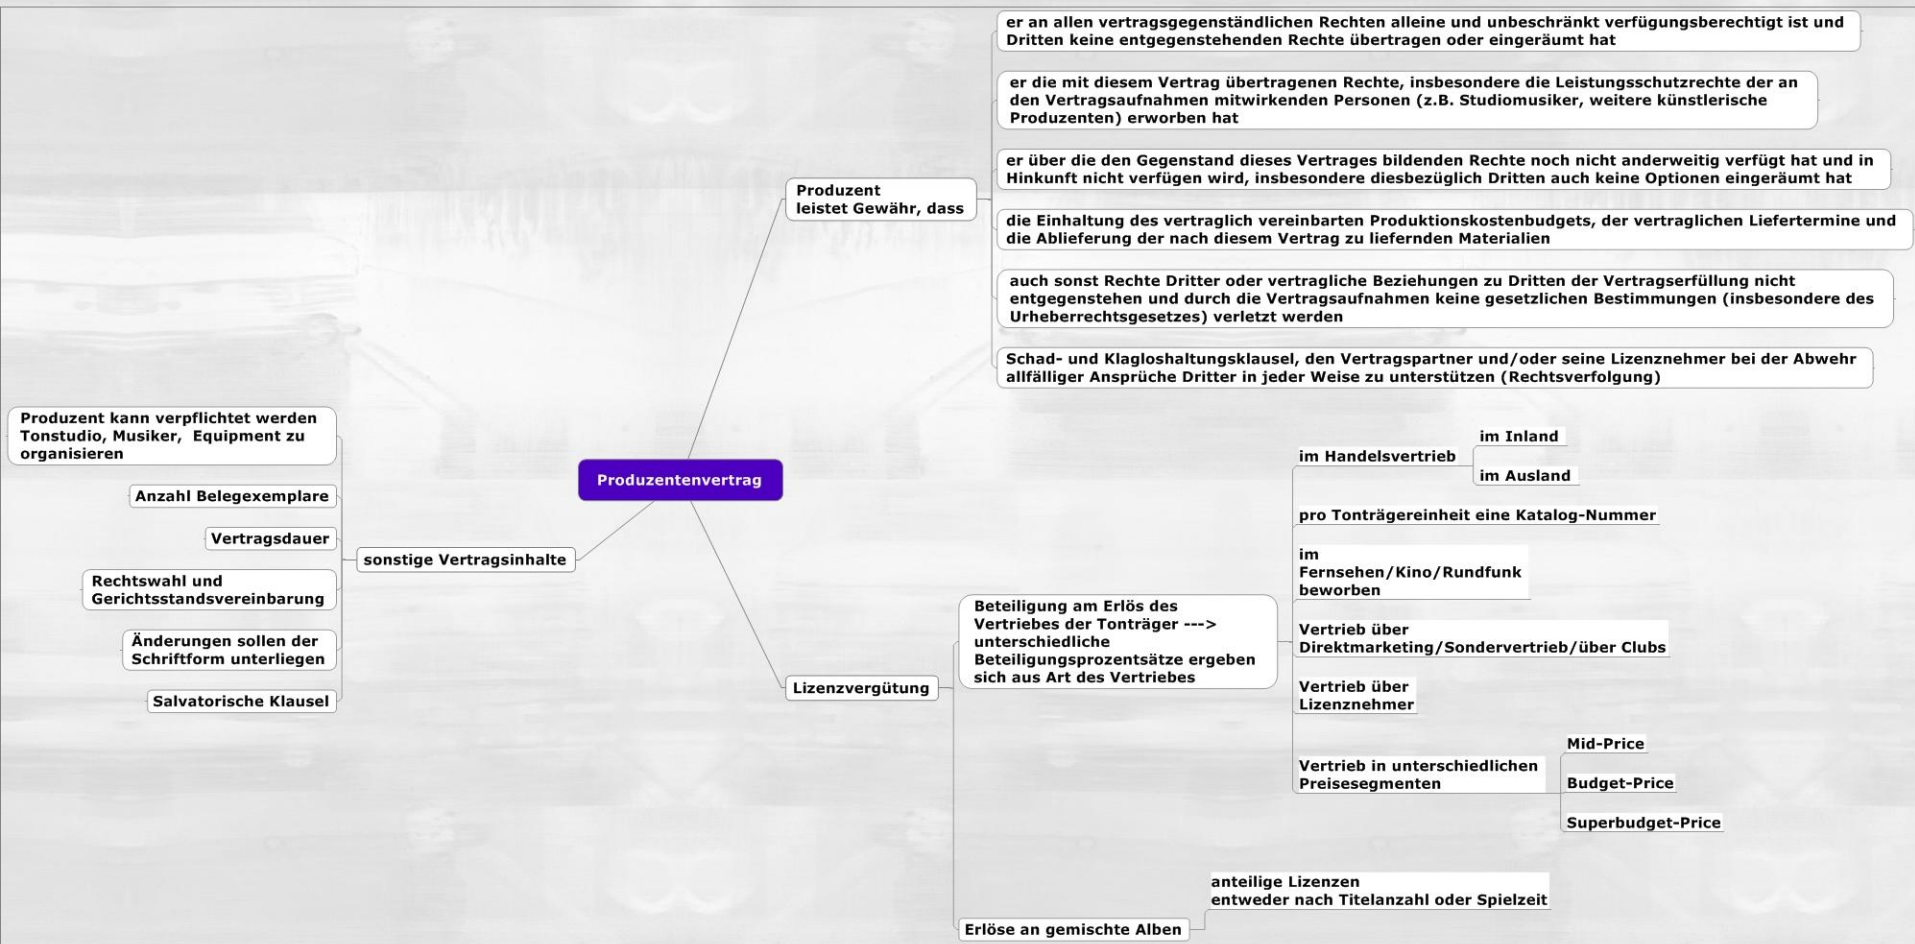 Produzentenvertrag
Produzent
leistet Gewähr, dass
er an allen vertragsgegenständlichen Rechten alleine und unbeschränkt verfügungsberechtigt ist und
Dritten keine entgegenstehenden Rechte übertragen oder eingeräumt hat
er die mit diesem Vertrag übertragenen Rechte, insbesondere die Leistungsschutzrechte der an
den Vertragsaufnahmen mitwirkenden Personen (z.B. Studiomusiker, weitere künstlerische
Produzenten) erworben hat
er über die den Gegenstand dieses Vertrages bildenden Rechte noch nicht anderweitig verfügt hat und in
Hinkunft nicht verfügen wird, insbesondere diesbezüglich Dritten auch keine Optionen eingeräumt hat
die Einhaltung des vertraglich vereinbarten Produktionskostenbudgets, der vertraglichen Liefertermine und
die Ablieferung der nach diesem Vertrag zu liefernden Materialien
auch sonst Rechte Dritter oder vertragliche Beziehungen zu Dritten der Vertragserfüllung nicht
entgegenstehen und durch die Vertragsaufnahmen keine gesetzlichen Bestimmungen (insbesondere des
Urheberrechtsgesetzes) verletzt werden
Schad- und Klagloshaltungsklausel, den Vertragspartner und/oder seine Lizenznehmer bei der Abwehr
allfälliger Ansprüche Dritter in jeder Weise zu unterstützen (Rechtsverfolgung)
Lizenzvergütung
Beteiligung am Erlös des
Vertriebes der Tonträger --->
unterschiedliche
Beteiligungsprozentsätze ergeben
sich aus Art des Vertriebes
im Handelsvertrieb
im Inland
im Ausland
pro Tonträgereinheit eine Katalog-Nummer
im
Fernsehen/Kino/Rundfunk
beworben
Vertrieb über
Direktmarketing/Sondervertrieb/über Clubs
Vertrieb über
Lizenznehmer
Vertrieb in unterschiedlichen
Preisesegmenten
Mid-Price
Budget-Price
Superbudget-Price
Erlöse an gemischte Alben
anteilige Lizenzen
entweder nach Titelanzahl oder Spielzeit
sonstige Vertragsinhalte
Produzent kann verpflichtet werden
Tonstudio, Musiker,  Equipment zu
organisieren
Anzahl Belegexemplare
Vertragsdauer
Rechtswahl und
Gerichtsstandsvereinbarung
Änderungen sollen der
Schriftform unterliegen
Salvatorische Klausel